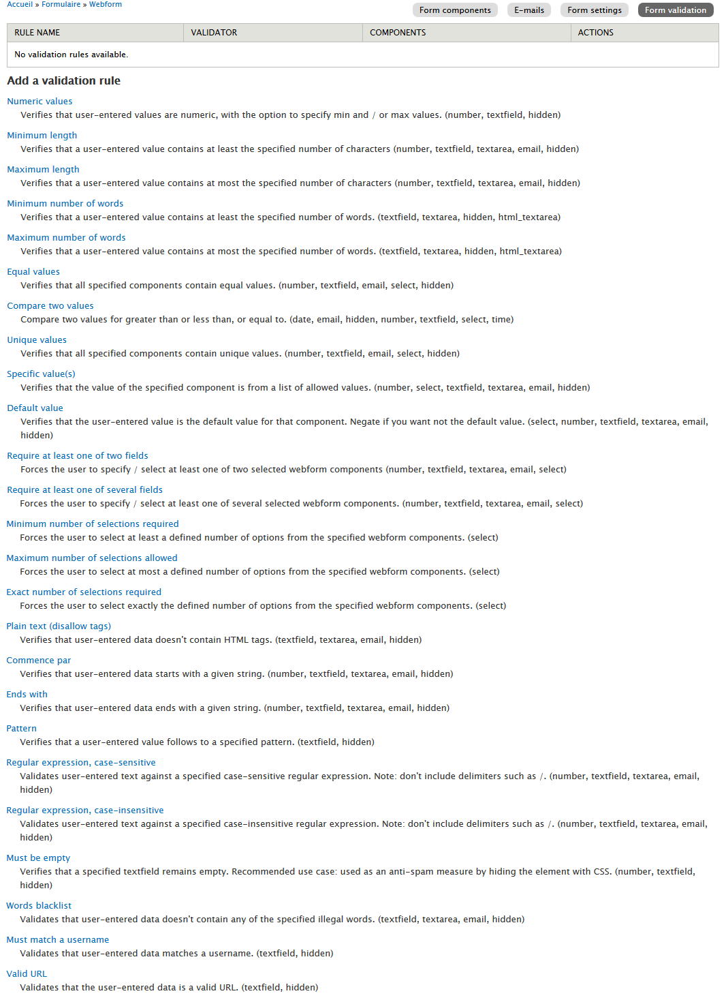 Accueil » Formulaire » Webform
Form components E-mails Form settings Form validation
RULE NAME VALIDATOR COMPONENTS ACTIONS
No validation rules available.
Add a validation rule
Numeric values
Verifies that user-entered values are numeric, with the option to specify min and / or max values. (number, textfield, hidden)
Minimum length
Verifies that a user-entered value contains at least the specified number of characters (number, textfield, textarea, email, hidden)
Maximum length
Verifies that a user-entered value contains at most the specified number of characters (number, textfield, textarea, email, hidden)
Minimum number of words
Verifies that a user-entered value contains at least the specified number of words. (textfield, textarea, hidden, html_textarea)
Maximum number of words
Verifies that a user-entered value contains at most the specified number of words. (textfield, textarea, hidden, html_textarea)
Equal values
Verifies that all specified components contain equal values. (number, textfield, email, select, hidden)
Compare two values
Compare two values for greater than or less than, or equal to. (date, email, hidden, number, textfield, select, time)
Unique values
Verifies that all specified components contain unique values. (number, textfield, email, select, hidden)
Specific value(s)
Verifies that the value of the specified component is from a list of allowed values. (number, select, textfield, textarea, email, hidden)
Default value
Verifies that the user-entered value is the default value for that component. Negate if you want not the default value. (select, number, textfield, textarea, email,
hidden)
Require at least one of two fields
Forces the user to specify / select at least one of two selected webform components (number, textfield, textarea, email, select)
Require at least one of several fields
Forces the user to specify / select at least one of several selected webform components. (number, textfield, textarea, email, select)
Minimum number of selections required
Forces the user to select at least a defined number of options from the specified webform components. (select)
Maximum number of selections allowed
Forces the user to select at most a defined number of options from the specified webform components. (select)
Exact number of selections required
Forces the user to select exactly the defined number of options from the specified webform components. (select)
Plain text (disallow tags)
Verifies that user-entered data doesn't contain HTML tags. (textfield, textarea, email, hidden)
Commence par
Verifies that user-entered data starts with a given string. (number, textfield, textarea, email, hidden)
Ends with
Verifies that user-entered data ends with a given string. (number, textfield, textarea, email, hidden)
Pattern
Verifies that a user-entered value follows to a specified pattern. (textfield, hidden)
Regular expression, case-sensitive
Validates user-entered text against a specified case-sensitive regular expression. Note: don't include delimiters such as /. (number, textfield, textarea, email,
hidden)
Regular expression, case-insensitive
Validates user-entered text against a specified case-insensitive regular expression. Note: don't include delimiters such as /. (number, textfield, textarea, email,
hidden)
Must be empty
Verifies that a specified textfield remains empty. Recommended use case: used as an anti-spam measure by hiding the element with CSS. (number, textfield,
hidden)
Words blacklist
Validates that user-entered data doesn't contain any of the specified illegal words. (textfield, textarea, email, hidden)
Must match a username
Validates that user-entered data matches a username. (textfield, hidden)
Valid URL
Validates that the user-entered data is a valid URL. (textfield, hidden)